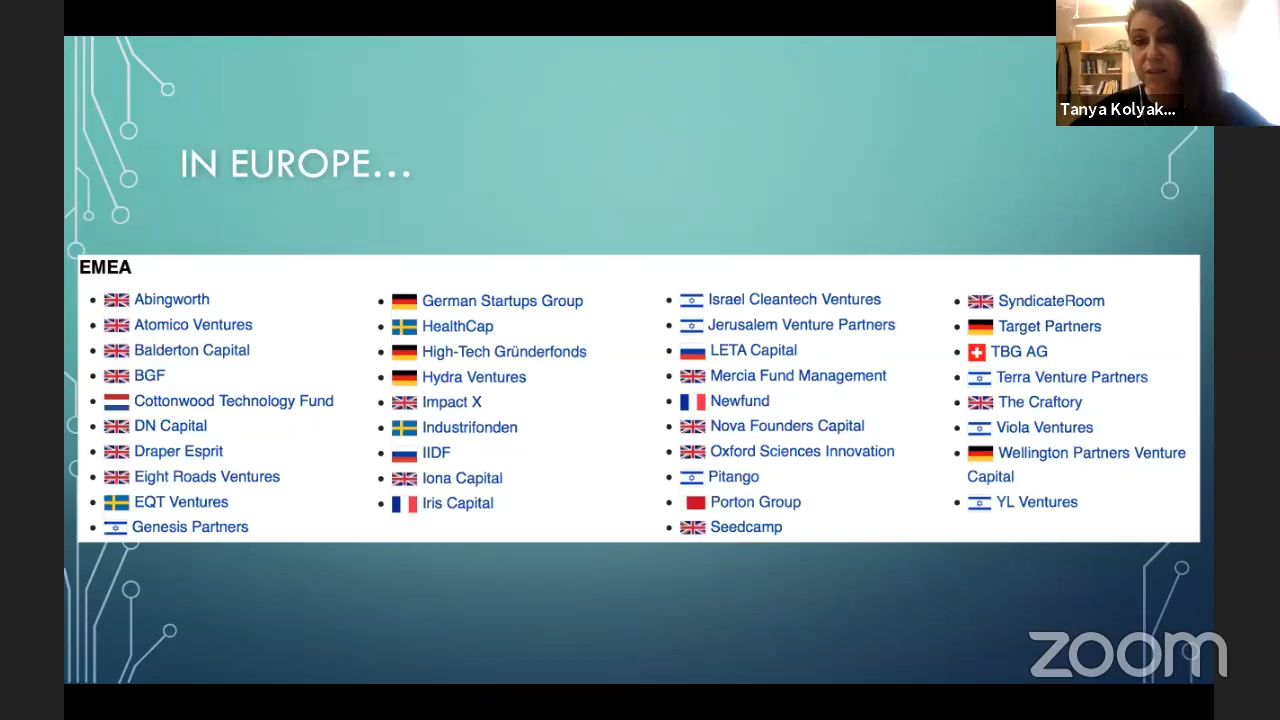 Tanya Kolyak...
IN EUROPE...
EMEA
Abingworth
Atomico Ventures
Balderton Capital
BGF
Cottonwood Technology Fund
DN Capital
Draper Esprit
Eight Roads Ventures
EQT Ventures
Genesis Partners
German Startups Group
HealthCap
High-Tech Gründerfonds
Hydra Ventures
Impact X
Industrifonden
IIDF
Iona Capital
Iris Capital
Israel Cleantech Ventures
Jerusalem Venture Partners
LETA Capital
Mercia Fund Management
Newfund
Nova Founders Capital
Oxford Sciences Innovation
Pitango
Porton Group
Seedcamp
SyndicateRoom
Target Partners
TBG AG
Terra Venture Partners
The Craftory
Viola Ventures
Wellington Partners Venture
Capital
YL Ventures
zoom